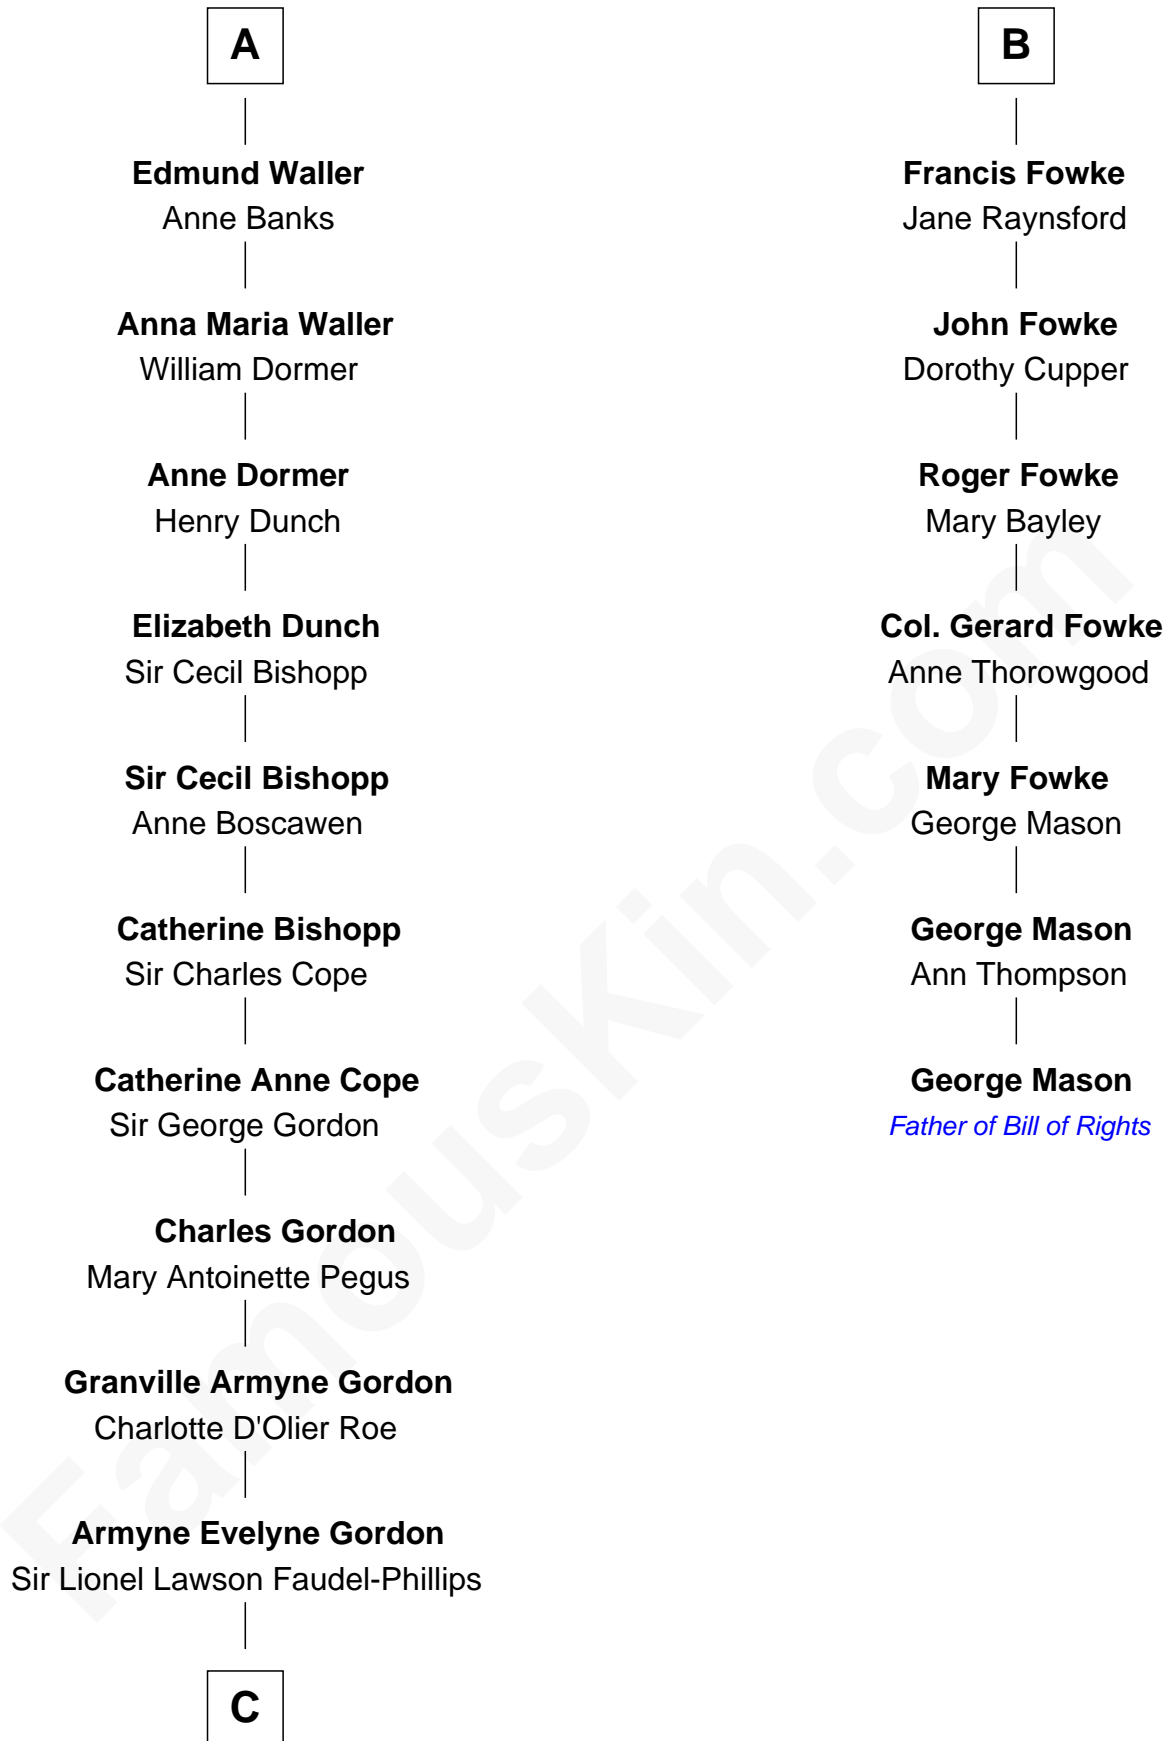 A
Edmund Waller
Anne Banks
Anna Maria Waller
William Dormer
Anne Dormer
Henry Dunch
Elizabeth Dunch
Sir Cecil Bishopp
Sir Cecil Bishopp
Anne Boscawen
Catherine Bishopp
Sir Charles Cope
Catherine Anne Cope
Sir George Gordon
Charles Gordon
Mary Antoinette Pegus
Granville Armyne Gordon
Charlotte D'Olier Roe
Armyne Evelyne Gordon
Sir Lionel Lawson Faudel-Phillips
C
B
Francis Fowke
Jane Raynsford
John Fowke
Dorothy Cupper
Roger Fowke
Mary Bayley
Col. Gerard Fowke
Anne Thorowgood
Mary Fowke
George Mason
George Mason
Ann Thompson
George Mason
Father of Bill of Rights
FamousKin.com